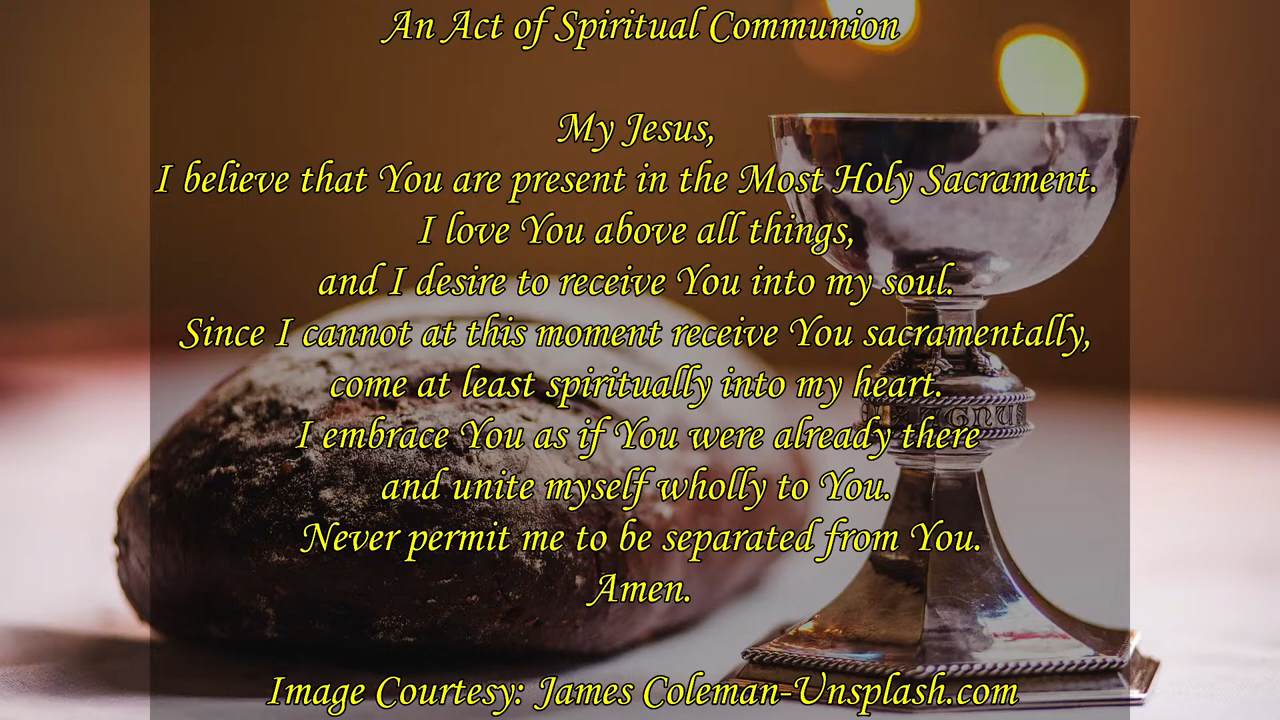 An Act of Spiritual Communion
My Jesus,
I believe that You are present in the Most Holy Sacrament.
I love You above all things,
and I desire to receive You into my soul.
Since I cannot at this moment receive You sacramentally,
come at least spiritually into my heart.
I embrace You as if You were already there
and unite myself wholly to You.
Never permit me to be separated from You.
Amen.
Image Courtesy: James Coleman-Unsplash.com